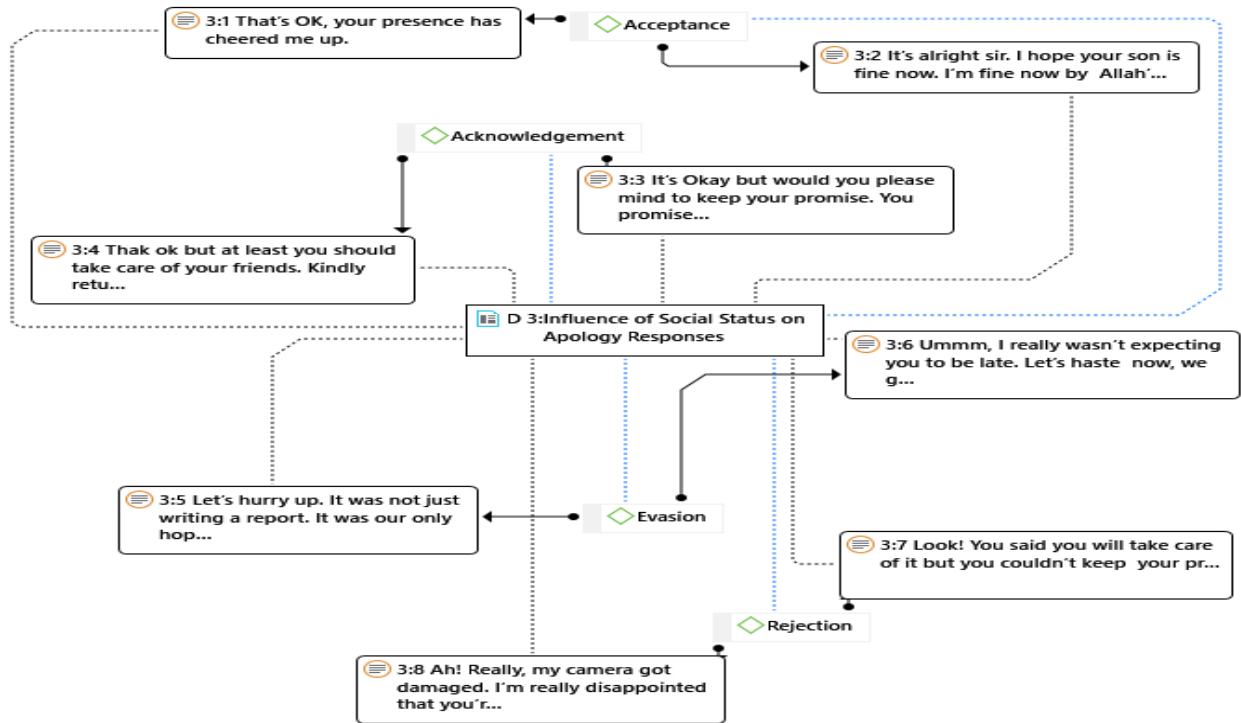 3:1 That's OK, your presence has
cheered me up.
Acceptance
3:2 It's alright sir. I hope your son is
fine now. I'm fine now by  Allah'...
Acknowledgement
3:3 It's Okay but would you please
mind to keep your promise. You
promise...
3:4 Thak ok but at least you should
take care of your friends. Kindly
retu...
D 3:Influence of Social Status on
Apology Responses
3:6 Ummm, I really wasn't expecting
you to be late. Let's haste  now, we
g...
3:5 Let's hurry up. It was not just
writing a report. It was our only
hop...
Evasion
3:7 Look! You said you will take care
of it but you couldn't keep  your pr...
Rejection
3:8 Ah! Really, my camera got
damaged. I'm really disappointed
that you'r...